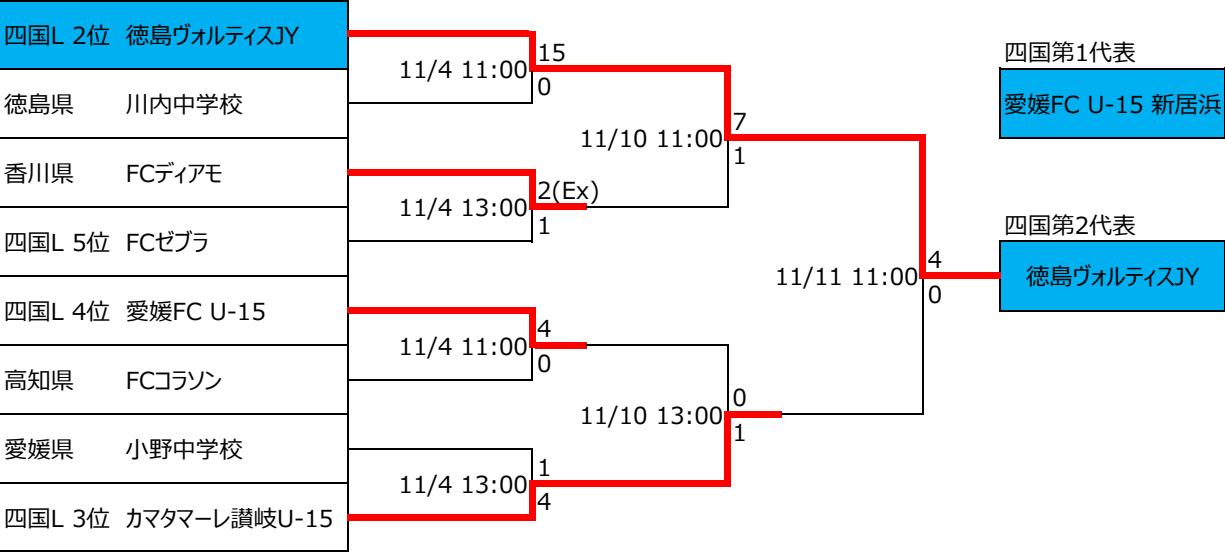 四国L 2位 徳島ヴォルティスJY
徳島県 川内中学校
香川県 FCディアモ
四国L 5位 FCゼブラ
四国L 4位 愛媛FC U-15
高知県 FCコラソン
愛媛県 小野中学校
四国L 3位 カマタマーレ讃岐U-15
11/4 11:00
15
0
11/4 13:00
2(Ex)
1
11/4 11:00
4
0
11/4 13:00
1
4
11/10 11:00
7
1
11/10 13:00
0
1
11/11 11:00
4
0
四国第1代表
愛媛FC U-15 新居浜
四国第2代表
徳島ヴォルティスJY